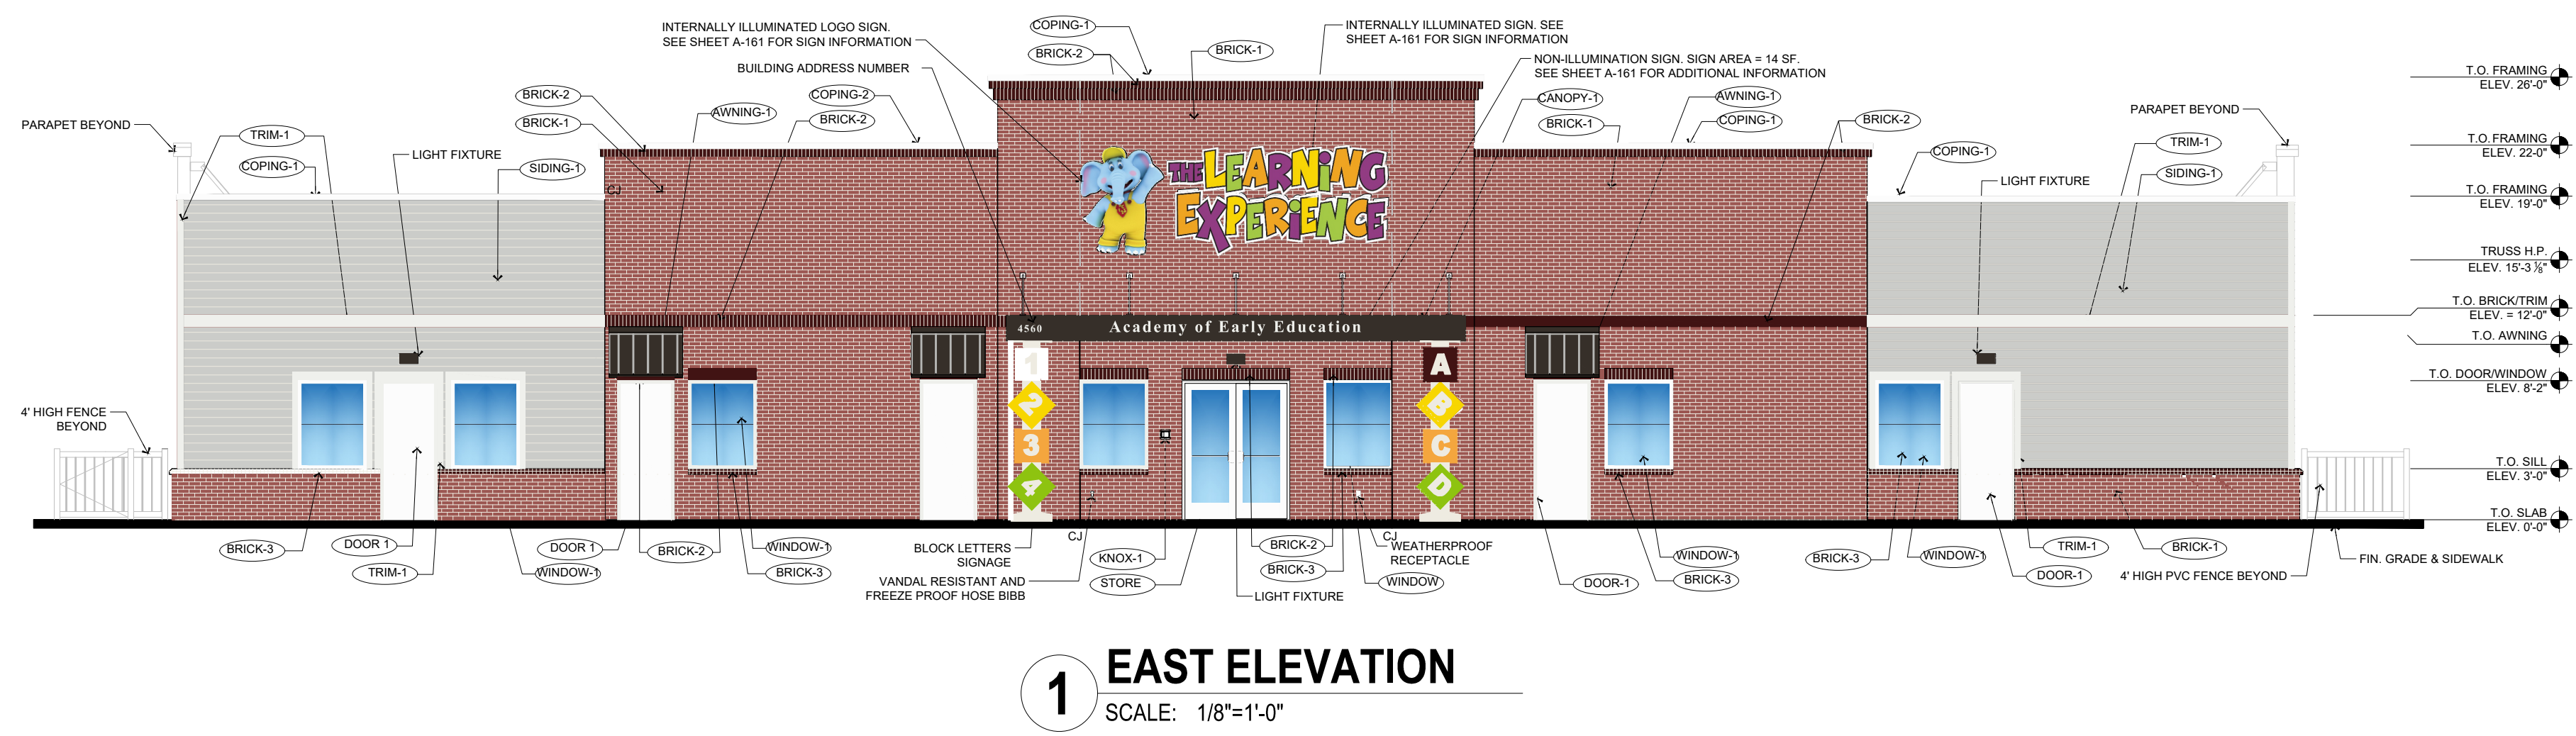 INTERNALLY ILLUMINATED LOGO SIGN.
SEE SHEET A-161 FOR SIGN INFORMATION
BUILDING ADDRESS NUMBER
COPING-1
BRICK-2
BRICK-1
INTERNALLY ILLUMINATED SIGN. SEE
SHEET A-161 FOR SIGN INFORMATION
NON-ILLUMINATION SIGN. SIGN AREA = 14 SF.
SEE SHEET A-161 FOR ADDITIONAL INFORMATION
PARAPET BEYOND
TRIM-1
COPING-1
LIGHT FIXTURE
SIDING-1
BRICK-2
BRICK-1
AWNING-1
COPING-2
BRICK-2
CANOPY-1
BRICK-1
AWNING-1
COPING-1
BRICK-2
COPING-1
LIGHT FIXTURE
PARAPET BEYOND
TRIM-1
SIDING-1
T.O. FRAMING
ELEV. 26'-0"
T.O. FRAMING
ELEV. 22'-0"
T.O. FRAMING
ELEV. 19'-0"
TRUSS H.P.
ELEV. 15'-3 1/8"
T.O. BRICK/TRIM
ELEV. = 12'-0"
T.O. AWNING
T.O. DOOR/WINDOW
ELEV. 8'-2"
T.O. SILL
ELEV. 3'-0"
T.O. SLAB
ELEV. 0'-0"
CJ
THE LEARNING
EXPERIENCE
4560
Academy of Early Education
1
2
3
4
A
B
C
D
4' HIGH FENCE
BEYOND
BRICK-3
DOOR 1
TRIM-1
WINDOW-1
DOOR 1
BRICK-2
WINDOW-1
BRICK-3
BLOCK LETTERS
SIGNAGE
VANDAL RESISTANT AND
FREEZE PROOF HOSE BIBB
CJ
KNOX-1
STORE
BRICK-2
BRICK-3
LIGHT FIXTURE
CJ
WEATHERPROOF
RECEPTACLE
WINDOW
DOOR-1
WINDOW-1
BRICK-3
BRICK-3
WINDOW-1
TRIM-1
DOOR-1
BRICK-1
4' HIGH PVC FENCE BEYOND
FIN. GRADE & SIDEWALK
1
EAST ELEVATION
SCALE: 1/8"=1'-0"